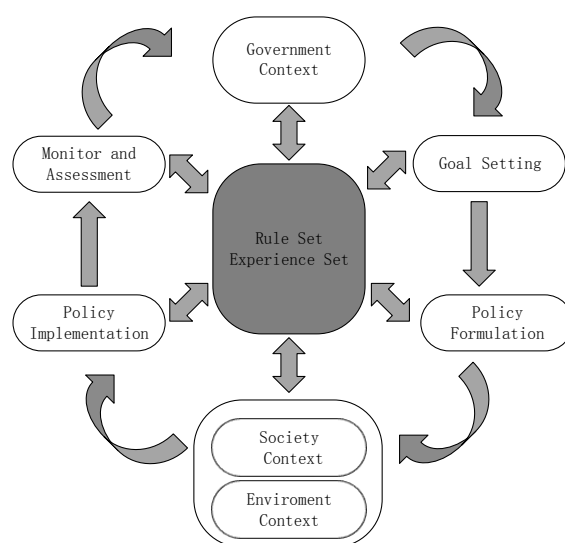 Government
Context
Monitor and
Assessment
Goal Setting
Rule Set
Experience Set
Policy
Implementation
Policy
Formulation
Society
Context
Enviroment
Context